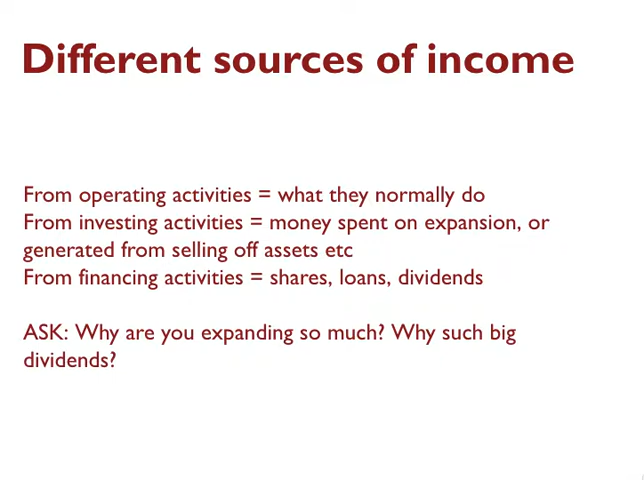 Different sources of income
From operating activities = what they normally do
From investing activities = money spent on expansion, or
generated from selling off assets etc
From financing activities = shares, loans, dividends
ASK: Why are you expanding so much? Why such big
dividends?